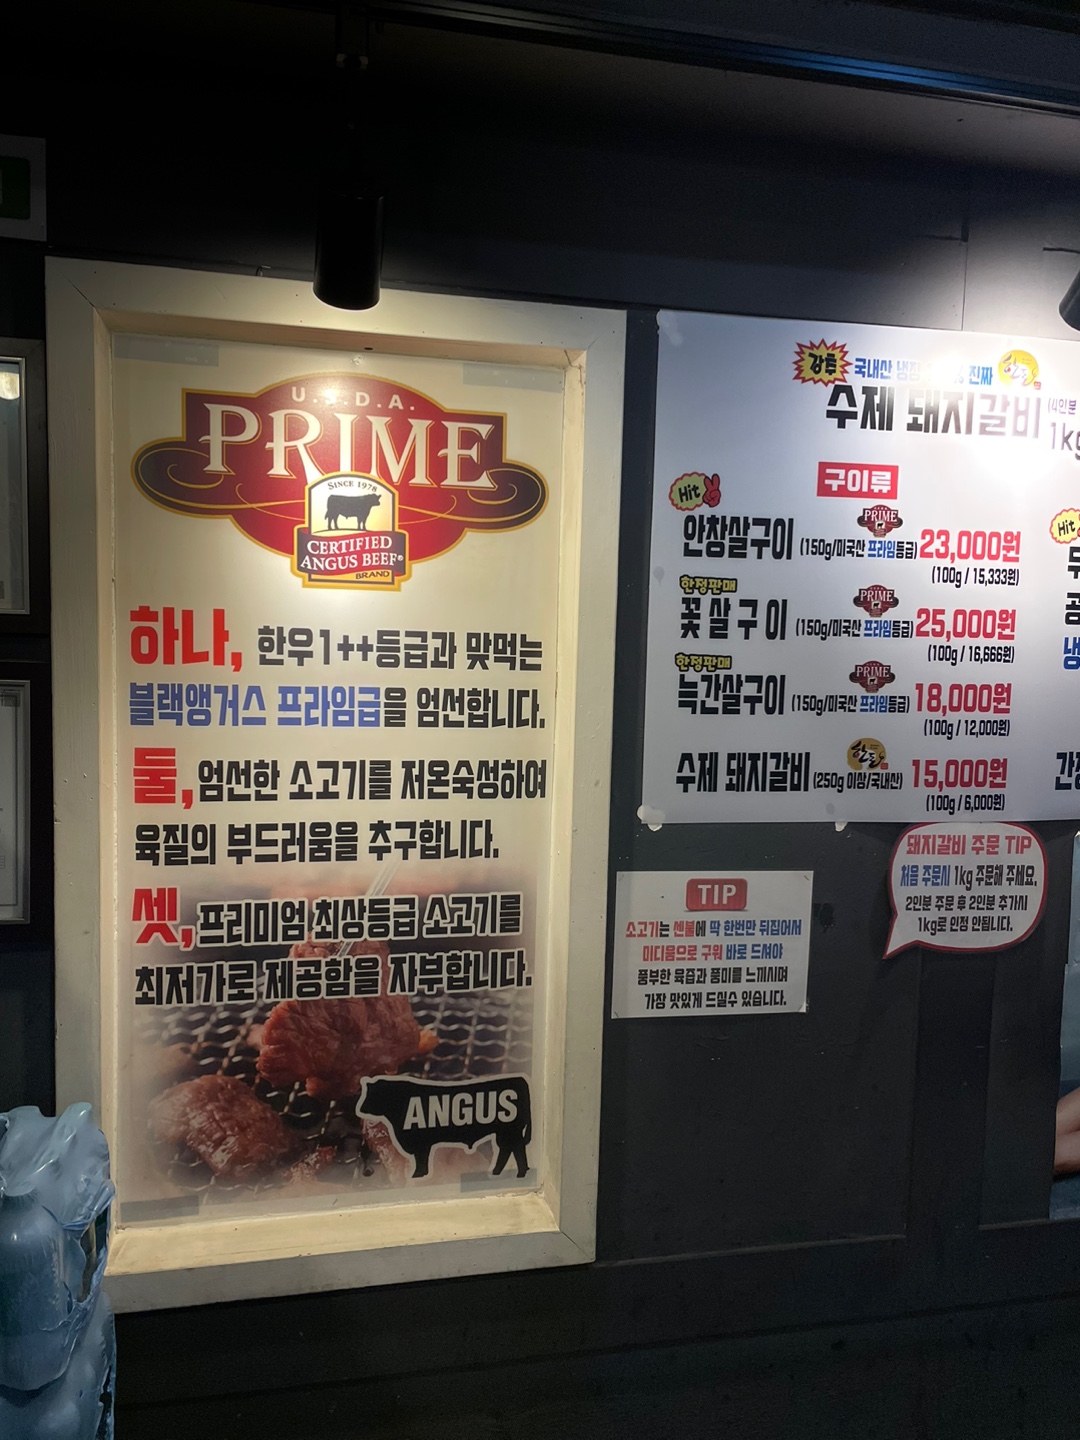 U.S.D.A.
PRIME
SINCE 1978
CERTIFIED
ANGUS BEEF®
BRAND
하나, 한우1++등급과 맞먹는
블랙앵거스 프라임급을 엄선합니다.
둘, 엄선한 소고기를 저온숙성하여
육질의 부드러움을 추구합니다.
셋, 프리미엄 최상등급 소고기를
최저가로 제공함을 자부합니다.
ANGUS
강추 국내산 냉장 진짜 한돈
수제 돼지갈비 (4인분
1kg
구이류
Hit
PRIME
안창살구이 (150g/미국산 프라임등급) 23,000원
(100g / 15,333원)
한정판매
PRIME
꽃살구이 (150g/미국산 프라임등급) 25,000원
(100g / 16,666원)
한정판매
PRIME
늑간살구이 (150g/미국산 프라임등급) 18,000원
(100g / 12,000원)
한돈
수제 돼지갈비 (250g 이상/국내산) 15,000원
(100g / 6,000원)
Hit
TIP
소고기는 센불에 딱 한번만 뒤집어서
미디움으로 구워 바로 드셔야
풍부한 육즙과 풍미를 느끼시며
가장 맛있게 드실수 있습니다.
돼지갈비 주문 TIP
처음 주문시 1kg 주문해 주세요.
2인분 주문 후 2인분 추가시
1kg로 인정 안됩니다.